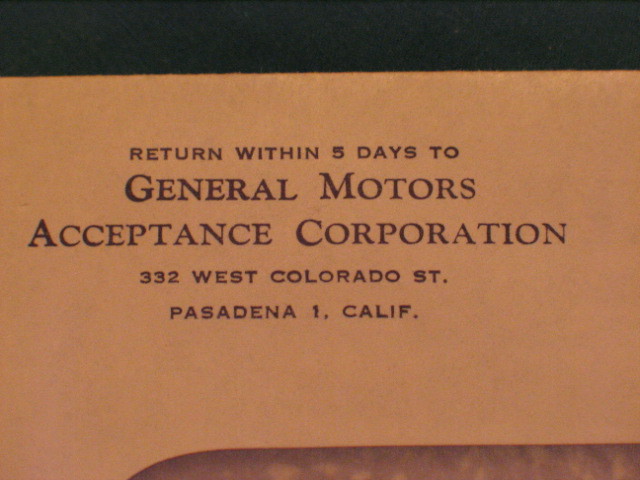 RETURN WITHIN 5 DAYS TO
GENERAL MOTORS
ACCEPTANCE CORPORATION
332 WEST COLORADO ST.
PASADENA 1, CALIF.